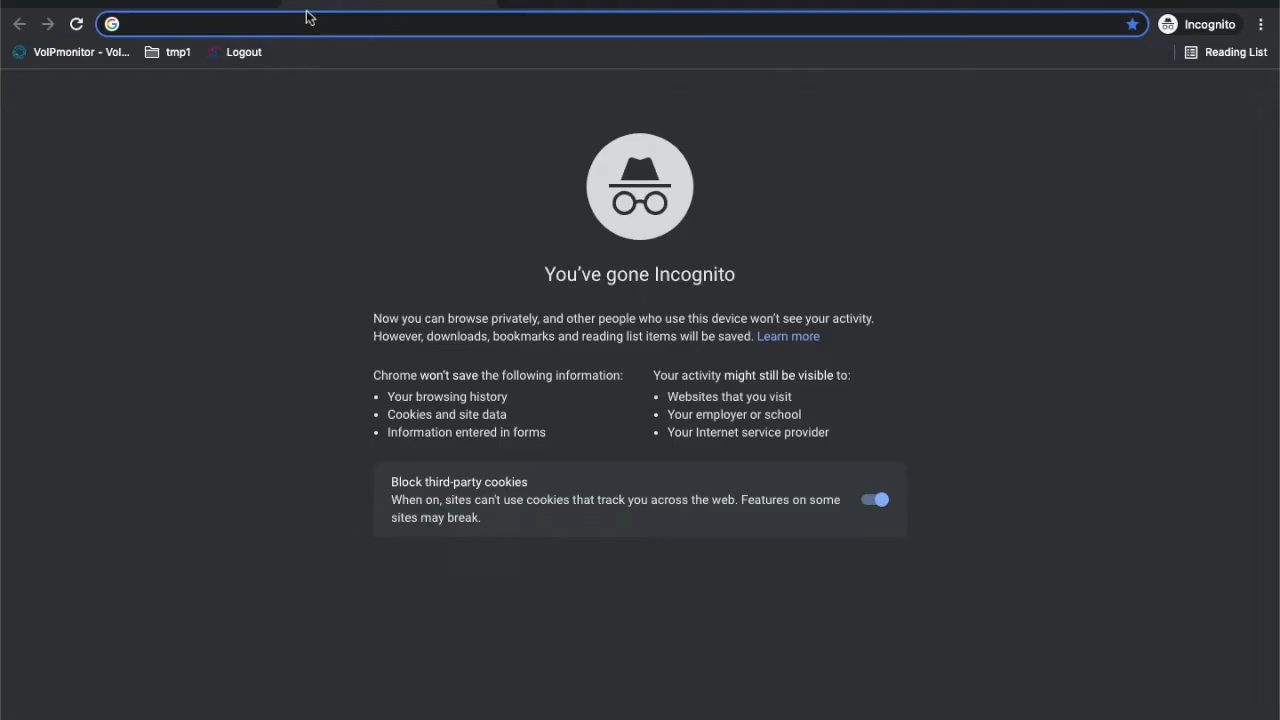 Incognito
VoIPmonitor - VoI...
tmp1
Logout
Reading List
You've gone Incognito
Now you can browse privately, and other people who use this device won't see your activity.
However, downloads, bookmarks and reading list items will be saved. Learn more
Chrome won't save the following information:
• Your browsing history
• Cookies and site data
• Information entered in forms
Your activity might still be visible to:
• Websites that you visit
• Your employer or school
• Your Internet service provider
Block third-party cookies
When on, sites can't use cookies that track you across the web. Features on some
sites may break.